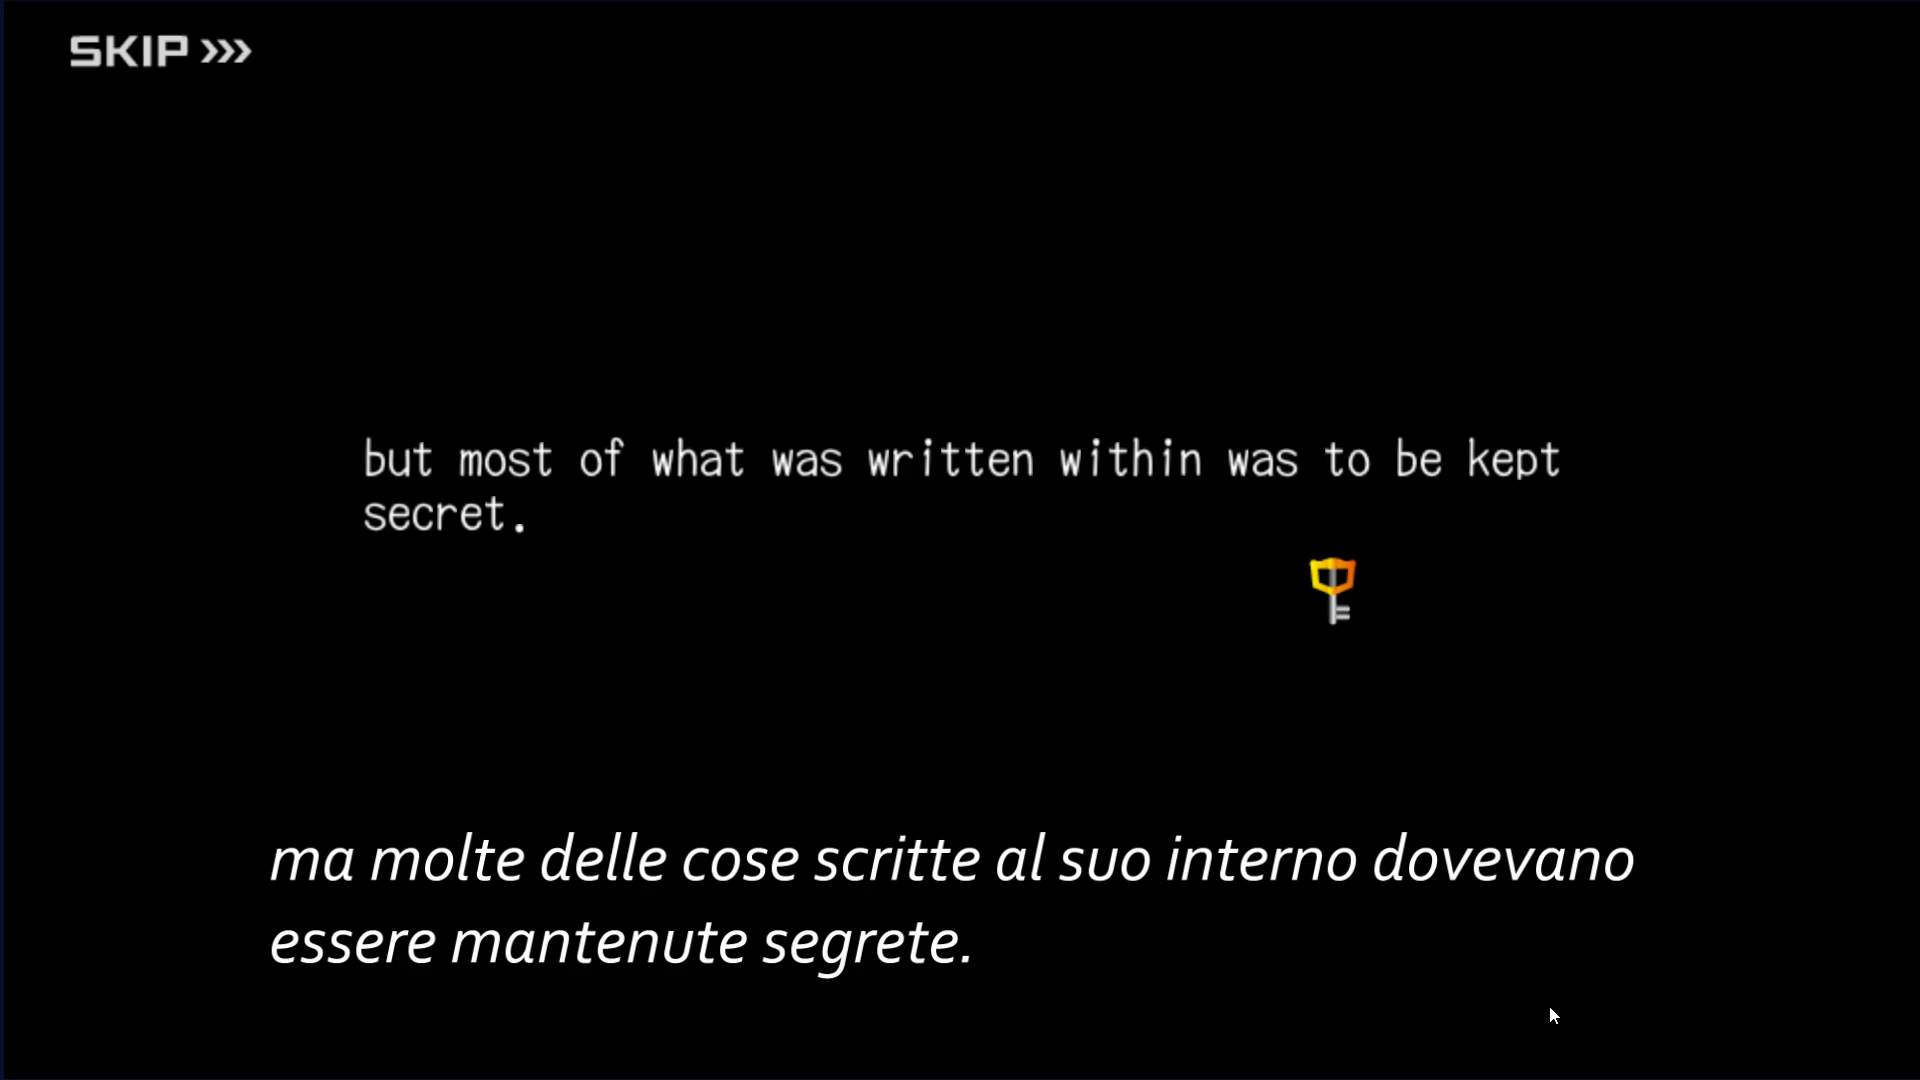 SKIP >>>
but most of what was written within was to be kept
secret.
ma molte delle cose scritte al suo interno dovevano
essere mantenute segrete.